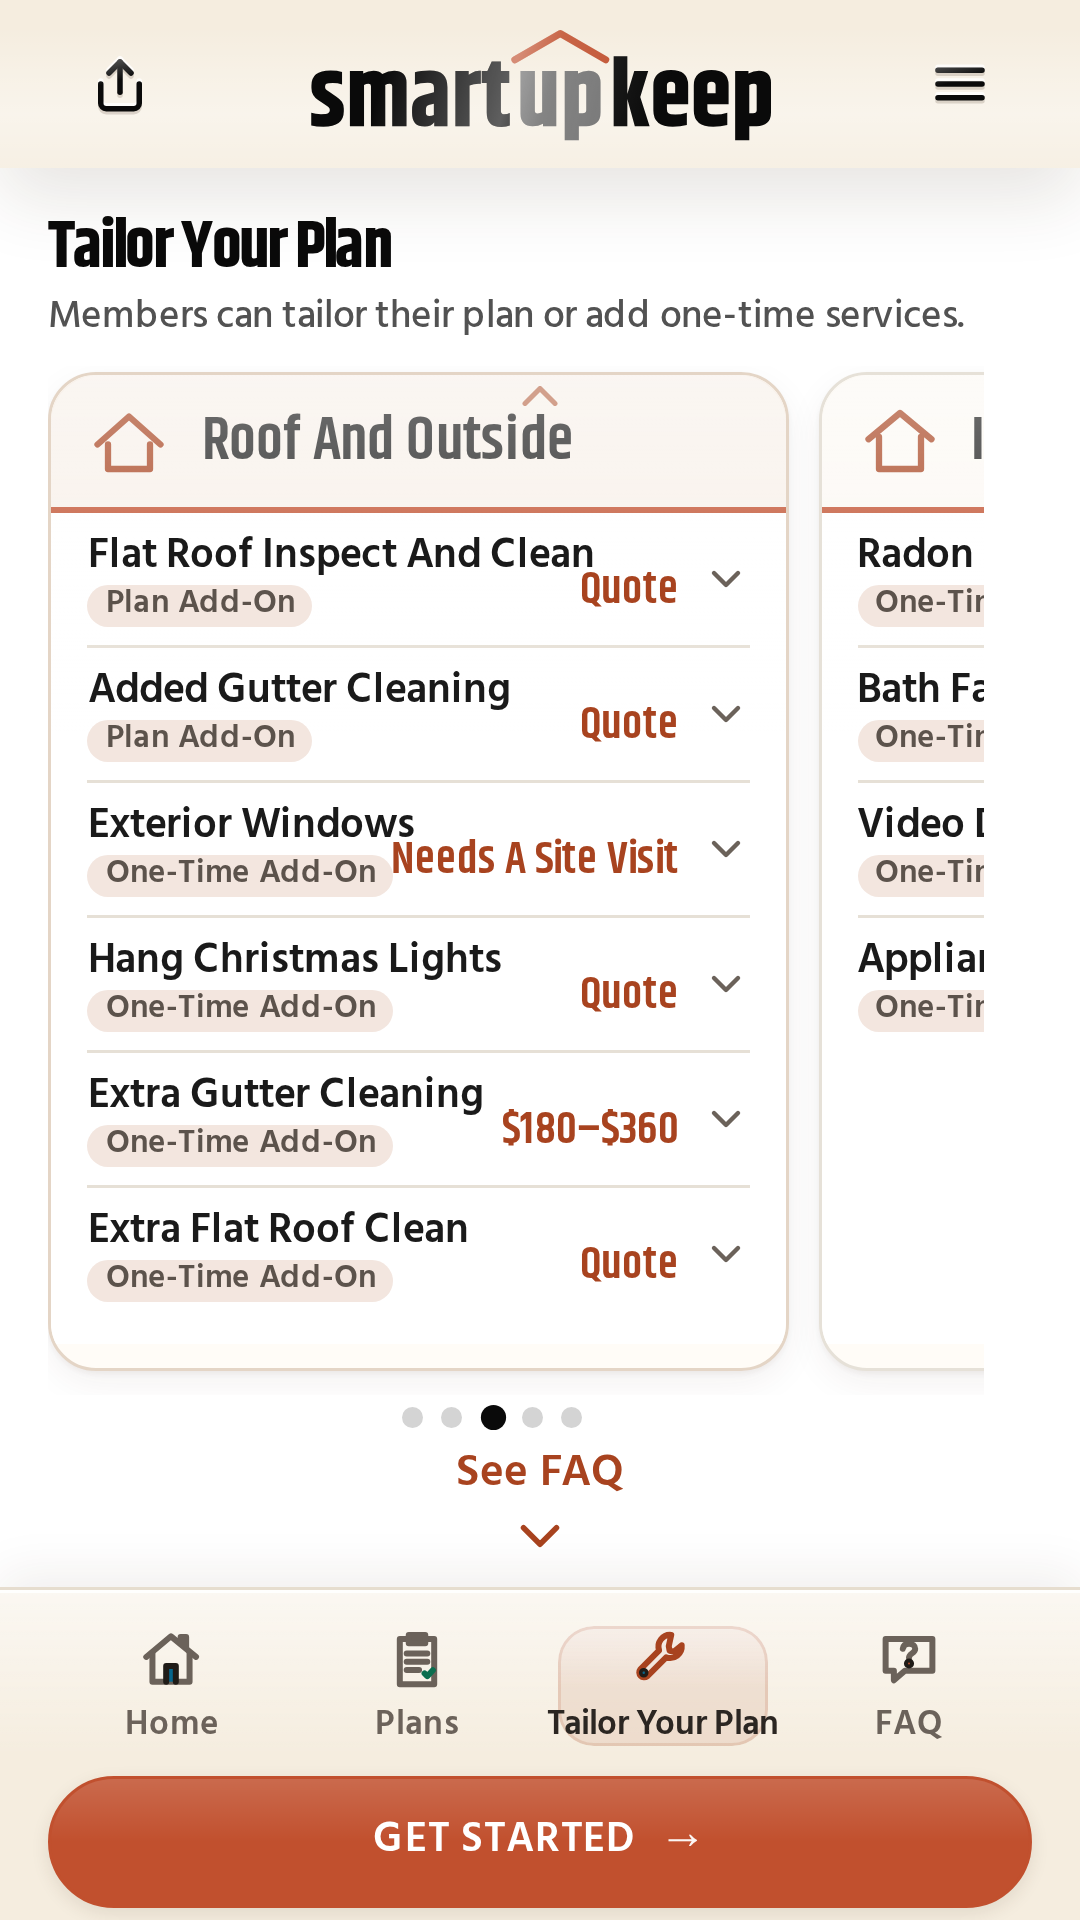 smartupkeep
Tailor Your Plan
Members can tailor their plan or add one-time services.
Roof And Outside
Flat Roof Inspect And Clean
Plan Add-On
Quote
Added Gutter Cleaning
Plan Add-On
Quote
Exterior Windows
One-Time Add-On
Needs A Site Visit
Hang Christmas Lights
One-Time Add-On
Quote
Extra Gutter Cleaning
One-Time Add-On
$180–$360
Extra Flat Roof Clean
One-Time Add-On
Quote
Radon
Bath
Video
See FAQ
Home
Plans
Tailor Your Plan
FAQ
GET STARTED →